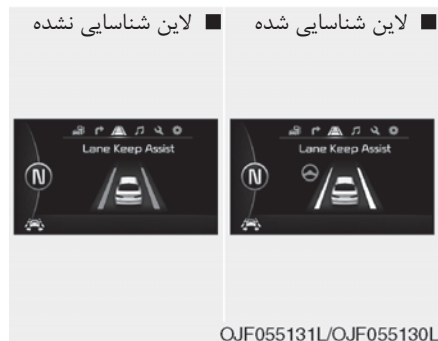 ■ لاین شناسایی شده
■ لاین شناسایی نشده
Lane Keep Assist
N
Lane Keep Assist
N
OJF055131L/OJF055130L